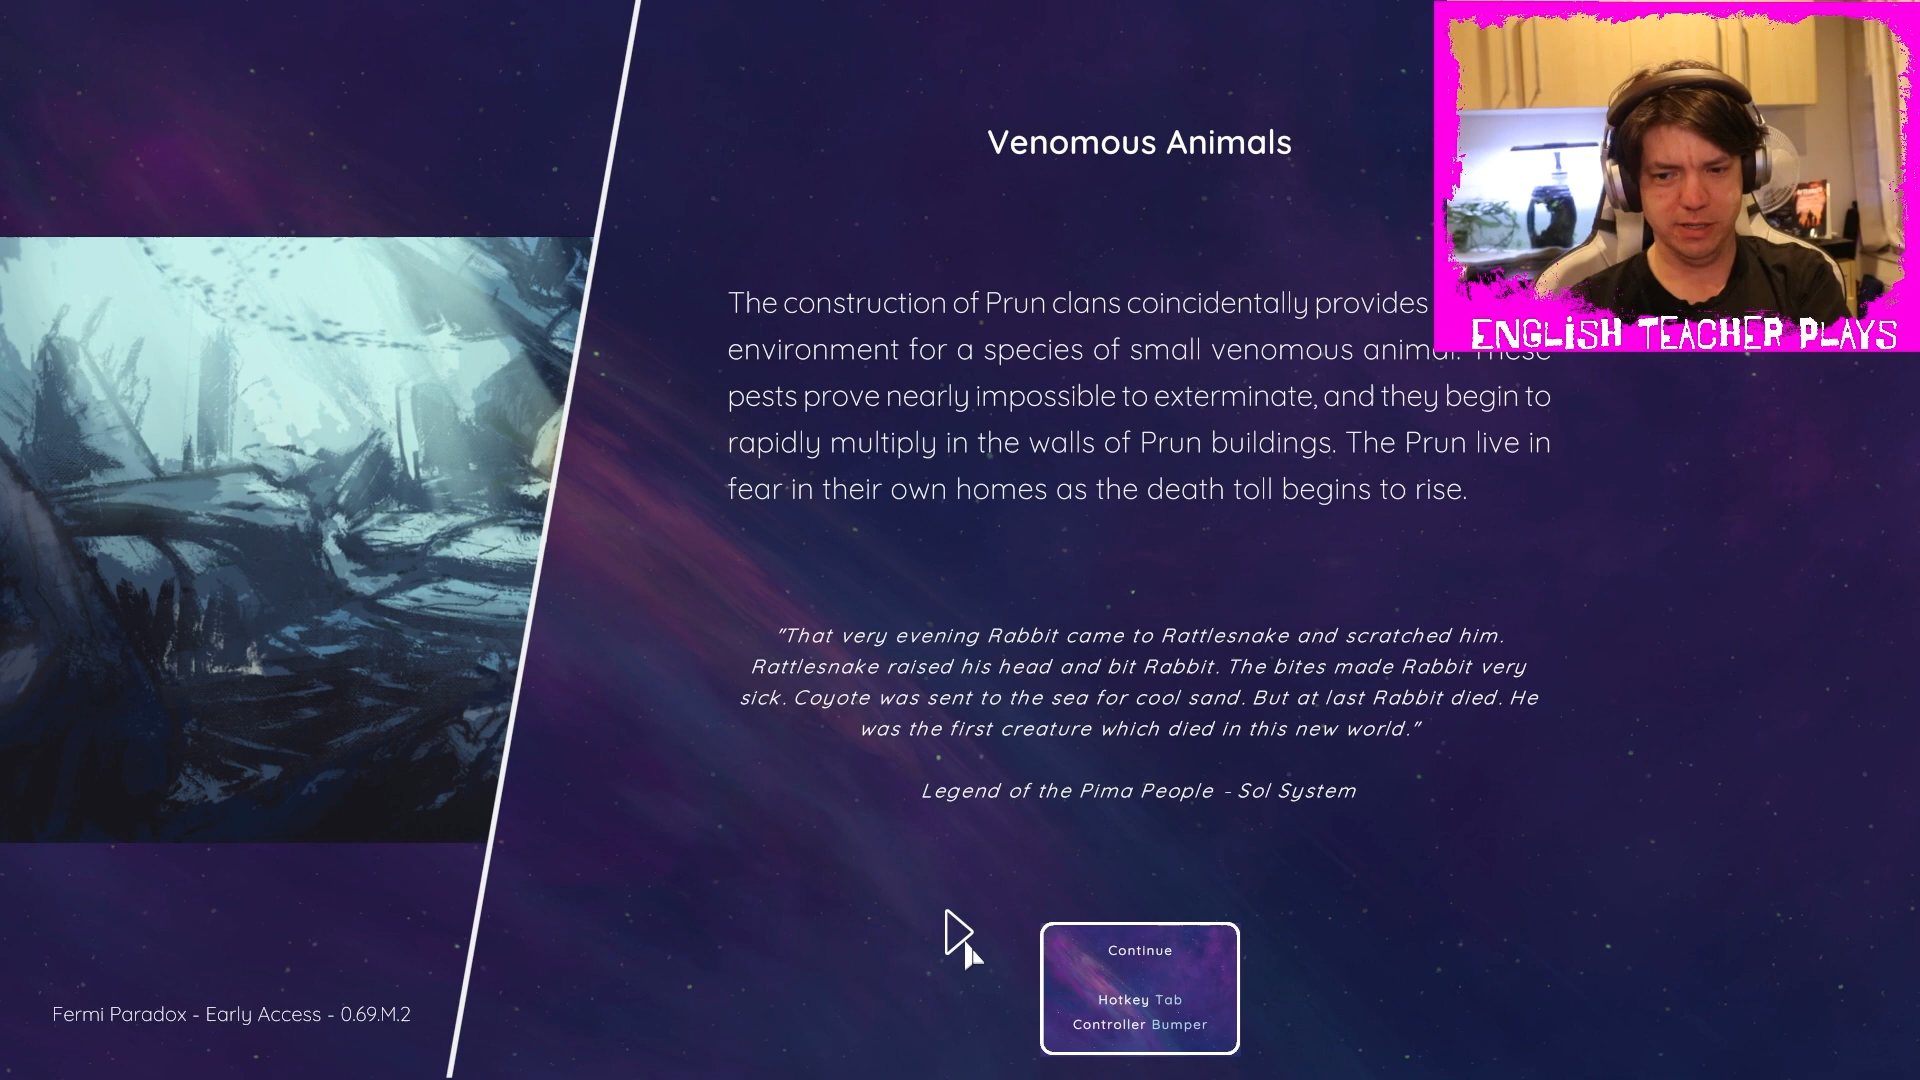 Venomous Animals
The construction of Prun clans coincidentally provides
environment for a species of small venomous animal. These
pests prove nearly impossible to exterminate, and they begin to
rapidly multiply in the walls of Prun buildings. The Prun live in
fear in their own homes as the death toll begins to rise.
"That very evening Rabbit came to Rattlesnake and scratched him.
Rattlesnake raised his head and bit Rabbit. The bites made Rabbit very
sick. Coyote was sent to the sea for cool sand. But at last Rabbit died. He
was the first creature which died in this new world."
Legend of the Pima People - Sol System
Continue
Hotkey Tab
Controller Bumper
Fermi Paradox - Early Access - 0.69.M.2
ENGLISH TEACHER PLAYS